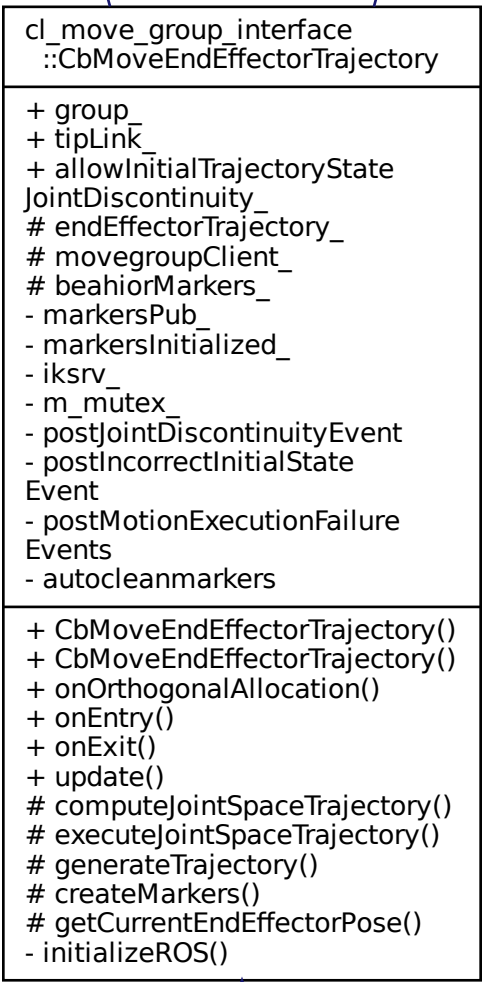 cl_move_group_interface
::CbMoveEndEffectorTrajectory
+ group_
+ tipLink_
+ allowInitialTrajectoryState
JointDiscontinuity_
# endEffectorTrajectory_
# movegroupClient_
# beahiorMarkers_
- markersPub_
- markersInitialized_
- iksrv_
- m_mutex_
- postJointDiscontinuityEvent
- postIncorrectInitialState
Event
- postMotionExecutionFailure
Events
- autocleanmarkers
+ CbMoveEndEffectorTrajectory()
+ CbMoveEndEffectorTrajectory()
+ onOrthogonalAllocation()
+ onEntry()
+ onExit()
+ update()
# computeJointSpaceTrajectory()
# executeJointSpaceTrajectory()
# generateTrajectory()
# createMarkers()
# getCurrentEndEffectorPose()
- initializeROS()